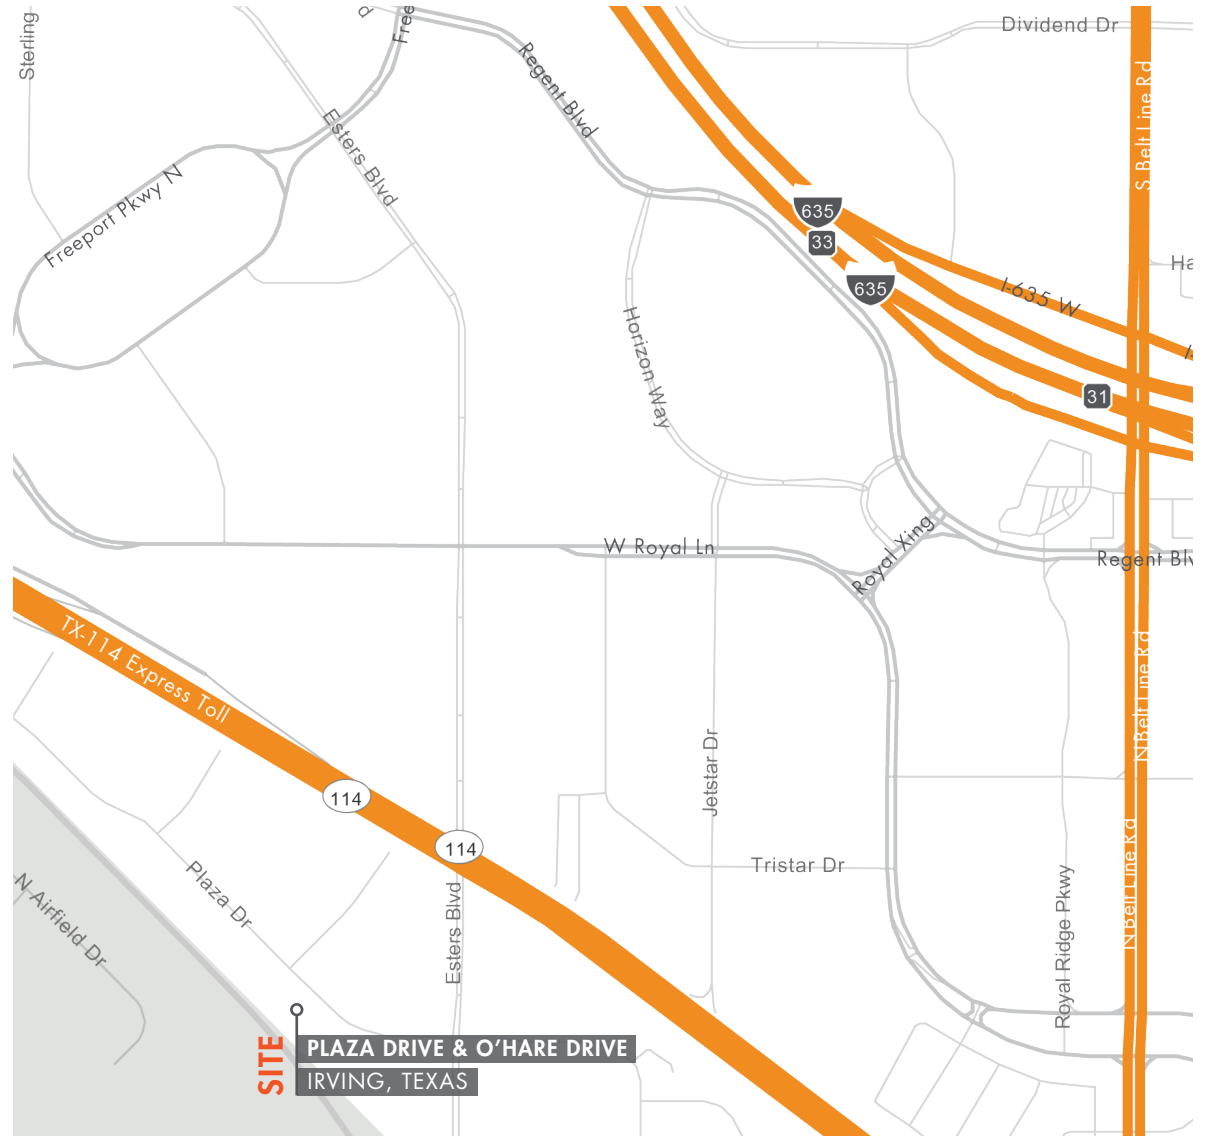 Sterling
d
Free
Dividend Dr
Regent Blvd
S Belt Line Rd
Esters Blvd
Freeport Pkwy N
635
33
Ha
635
I-635 W
I-
Horizon Way
31
W Royal Ln
Royal Xing
Regent Blv
TX-114 Express Toll
N Belt Line Rd
Jetstar Dr
114
114
Tristar Dr
N Belt Line Rd
Plaza Dr
N Airfield Dr
Esters Blvd
Royal Ridge Pkwy
SITE
PLAZA DRIVE & O’HARE DRIVE
IRVING, TEXAS